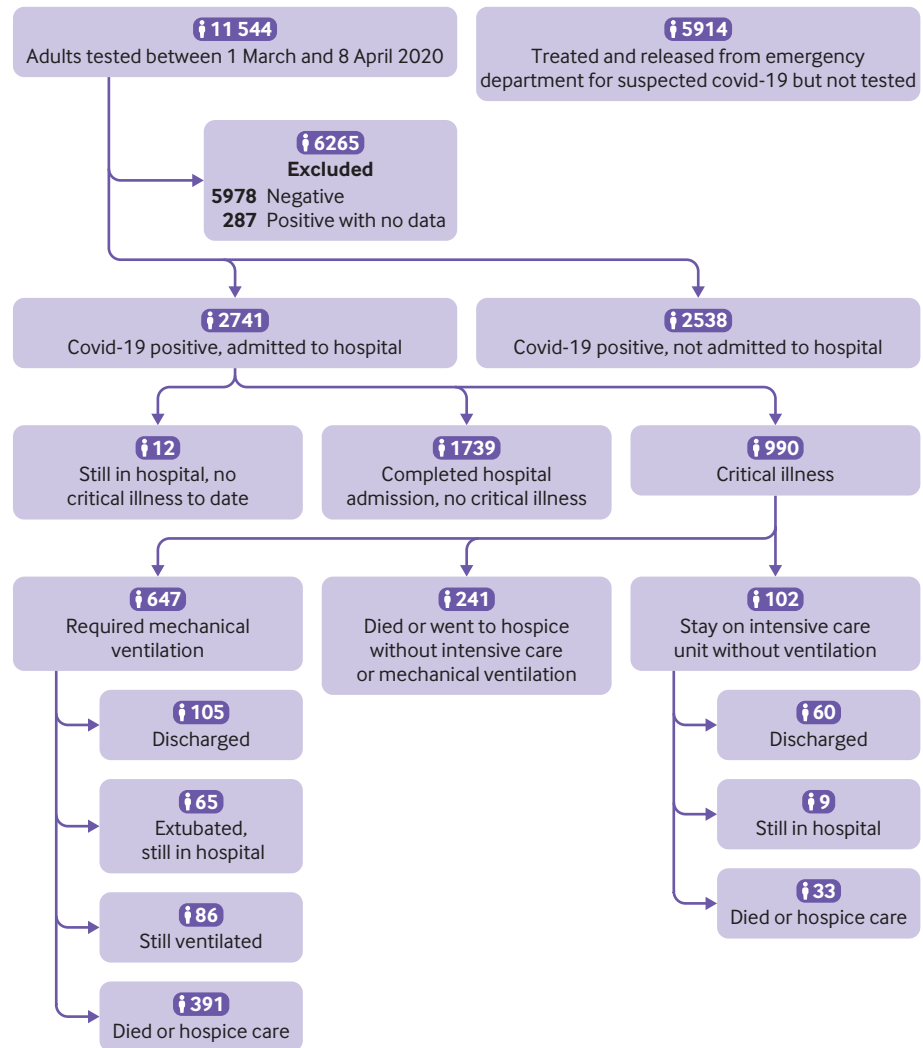 11 544
Adults tested between 1 March and 8 April 2020
5914
Treated and released from emergency
department for suspected covid-19 but not tested
6265
Excluded
5978 Negative
287 Positive with no data
2741
Covid-19 positive, admitted to hospital
2538
Covid-19 positive, not admitted to hospital
12
Still in hospital, no
critical illness to date
1739
Completed hospital
admission, no critical illness
990
Critical illness
647
Required mechanical
ventilation
241
Died or went to hospice
without intensive care
or mechanical ventilation
102
Stay on intensive care
unit without ventilation
105
Discharged
65
Extubated,
still in hospital
86
Still ventilated
391
Died or hospice care
60
Discharged
9
Still in hospital
33
Died or hospice care